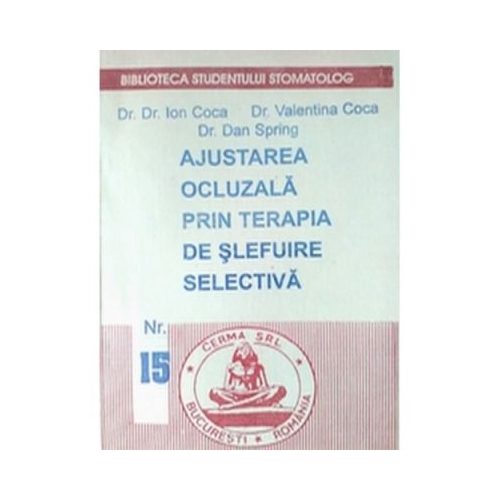 BIBLIOTECA STUDENTULUI STOMATOLOG
Dr. Dr. Ion Coca Dr. Valentina Coca
Dr. Dan Spring
AJUSTAREA
OCLUZALĂ
PRIN TERAPIA
DE ŞLEFUIRE
SELECTIVĂ
Nr.
15
CERMA SRL
BUCUREŞTI * ROMÂNIA *